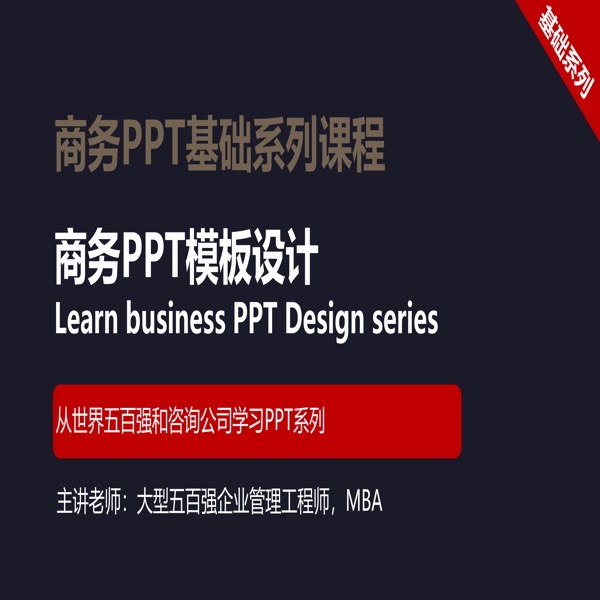 基础系列
商务PPT基础系列课程
商务PPT模板设计
Learn business PPT Design series
从世界五百强和咨询公司学习PPT系列
主讲老师：大型五百强企业管理工程师，MBA